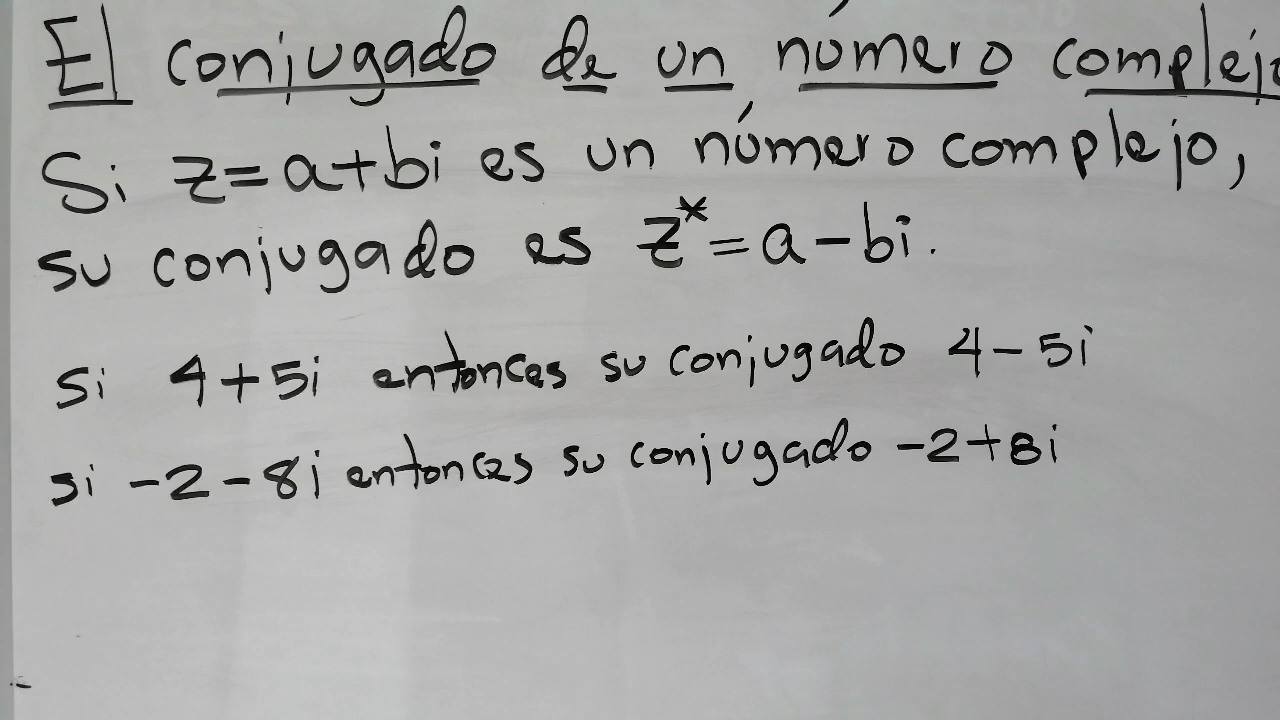 El conjugado de un número complejo
Si z=a+bi es un número complejo,
su conjugado es z*=a-bi.
si 4+5i entonces su conjugado 4-5i
si -2-8i entonces su conjugado -2+8i